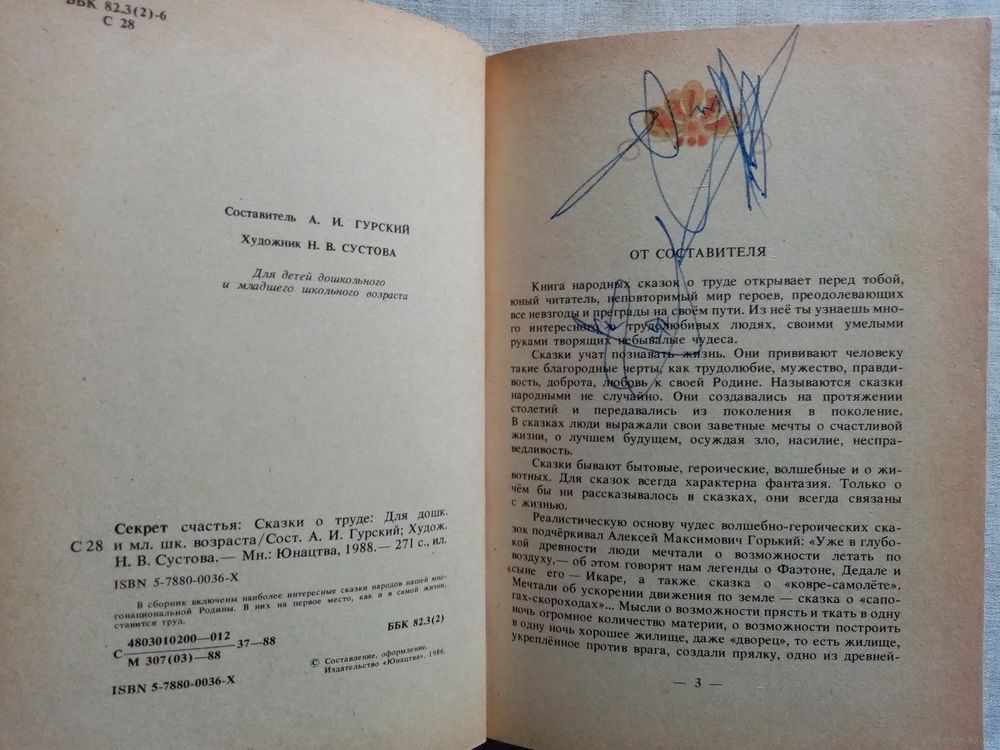 ББК 82.3(2)-6
С 28
Составитель А. И. ГУРСКИЙ
Художник Н. В. СУСТОВА
Для детей дошкольного
и младшего школьного возраста
Секрет счастья: Сказки о труде: Для дошк.
С 28 и мл. шк. возраста/Сост. А. И. Гурский; Худож.
Н. В. Сустова.— Мн.: Юнацтва, 1988.— 271 с., ил.
ISBN 5-7880-0036-X
В сборник включены наиболее интересные сказки народов нашей мно-
гонациональной Родины. В них на первое место, как и в самой жизни,
ставится труд.
С 4803010200—012
М 307(03)—88
37—88
ББК 82.3(2)
© Составление, оформление.
Издательство «Юнацтва», 1986.
ISBN 5-7880-0036-X
ОТ СОСТАВИТЕЛЯ
Книга народных сказок о труде открывает перед тобой,
юный читатель, неповторимый мир героев, преодолевающих
все невзгоды и преграды на своём пути. Из неё ты узнаешь мно-
го интересного о трудолюбивых людях, своими умелыми
руками творящих небывалые чудеса.
Сказки учат познавать жизнь. Они прививают человеку
такие благородные черты, как трудолюбие, мужество, правди-
вость, доброта, любовь к своей Родине. Называются сказки
народными не случайно. Они создавались на протяжении
столетий и передавались из поколения в поколение.
В сказках люди выражали свои заветные мечты о счастливой
жизни, о лучшем будущем, осуждая зло, насилие, неспра-
ведливость.
Сказки бывают бытовые, героические, волшебные и о жи-
вотных. Для сказок всегда характерна фантазия. Только о
чём бы ни рассказывалось в сказках, они всегда связаны
с жизнью.
Реалистическую основу чудес волшебно-героических ска-
зок подчёркивал Алексей Максимович Горький: «Уже в глубо-
кой древности люди мечтали о возможности летать по
воздуху,— об этом говорят нам легенды о Фаэтоне, Дедале и
сыне его — Икаре, а также сказка о «ковре-самолёте».
Мечтали об ускорении движения по земле — сказка о «сапо-
гах-скороходах»... Мысли о возможности прясть и ткать в одну
ночь огромное количество материи, о возможности построить
в одну ночь хорошее жилище, даже «дворец», то есть жилище,
укреплённое против врага, создали прялку, одно из древней-
— 3 —